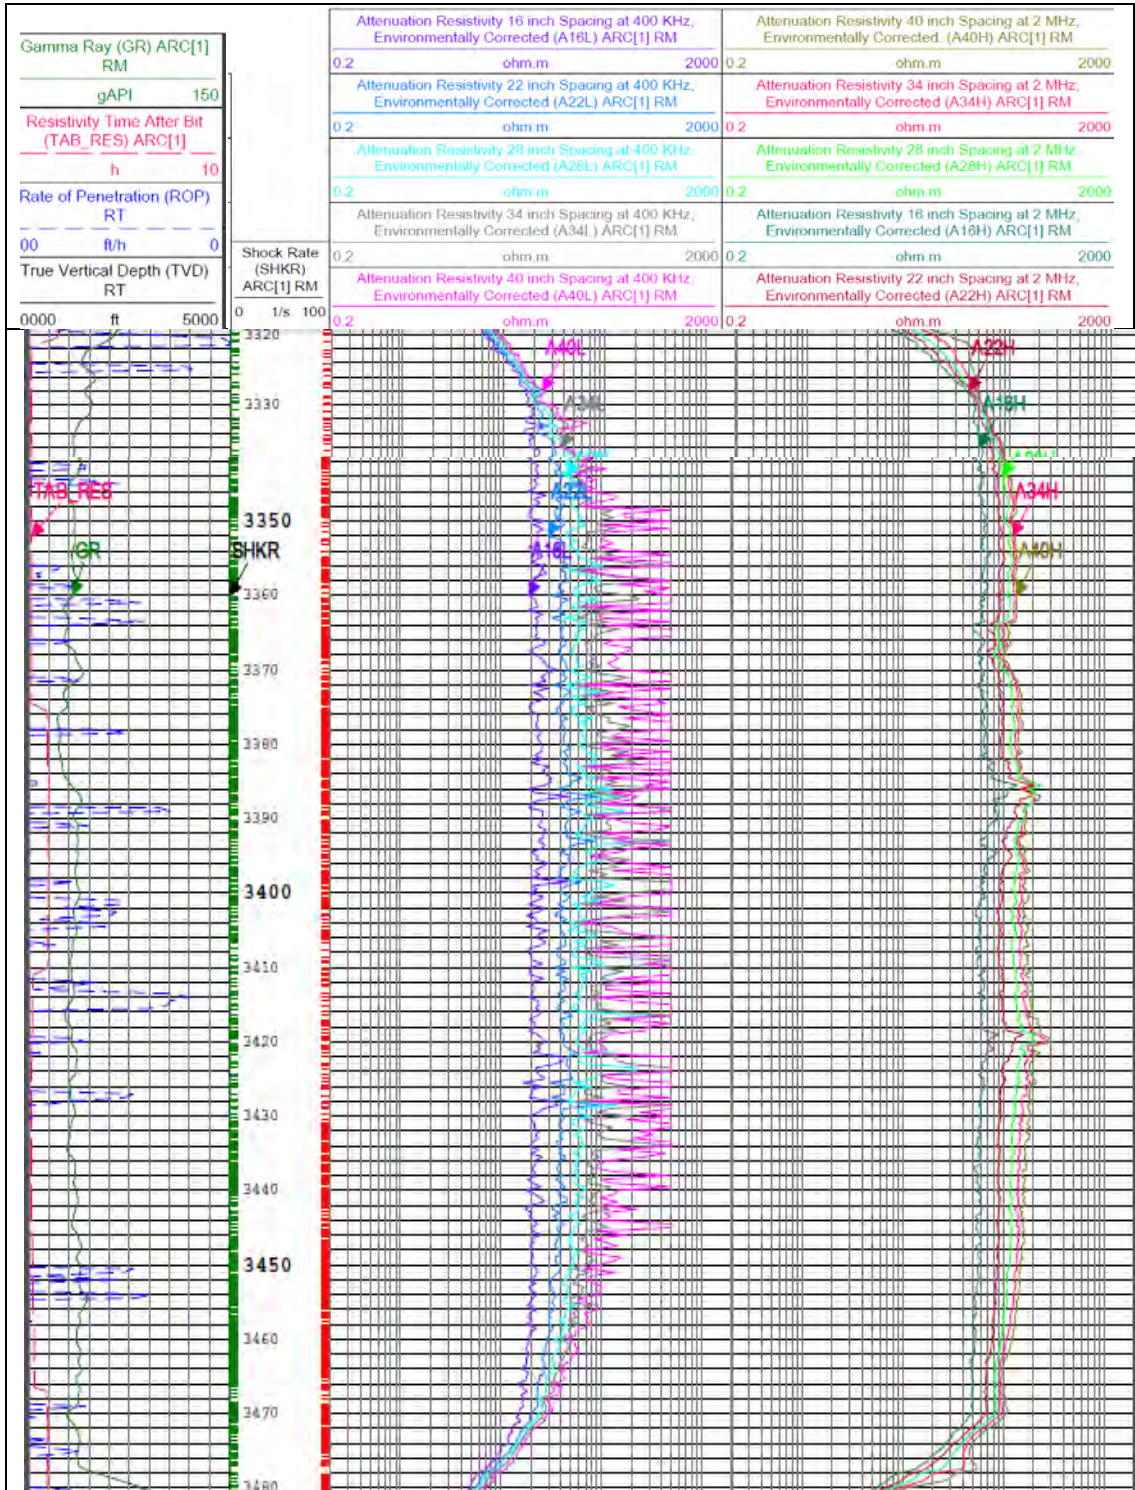 Gamma Ray (GR) ARC[1]
RM
gAPI 150
Resistivity Time After Bit
(TAB_RES) ARC[1]
h 10
Rate of Penetration (ROP)
RT
00 ft/h 0
True Vertical Depth (TVD)
RT
0000 ft 5000
Shock Rate
(SHKR)
ARC[1] RM
0 1/s 100
Attenuation Resistivity 16 inch Spacing at 400 KHz,
Environmentally Corrected (A16L) ARC[1] RM
0.2 ohm.m 2000
Attenuation Resistivity 22 inch Spacing at 400 KHz,
Environmentally Corrected (A22L) ARC[1] RM
0.2 ohm.m 2000
Attenuation Resistivity 28 inch Spacing at 400 KHz,
Environmentally Corrected (A28L) ARC[1] RM
0.2 ohm.m 2000
Attenuation Resistivity 34 inch Spacing at 400 KHz,
Environmentally Corrected (A34L) ARC[1] RM
0.2 ohm.m 2000
Attenuation Resistivity 40 inch Spacing at 400 KHz,
Environmentally Corrected (A40L) ARC[1] RM
0.2 ohm.m 2000
Attenuation Resistivity 40 inch Spacing at 2 MHz,
Environmentally Corrected. (A40H) ARC[1] RM
0.2 ohm.m 2000
Attenuation Resistivity 34 inch Spacing at 2 MHz,
Environmentally Corrected (A34H) ARC[1] RM
0.2 ohm.m 2000
Attenuation Resistivity 28 inch Spacing at 2 MHz,
Environmentally Corrected (A28H) ARC[1] RM
0.2 ohm.m 2000
Attenuation Resistivity 16 inch Spacing at 2 MHz,
Environmentally Corrected (A16H) ARC[1] RM
0.2 ohm.m 2000
Attenuation Resistivity 22 inch Spacing at 2 MHz,
Environmentally Corrected (A22H) ARC[1] RM
0.2 ohm.m 2000
3320
A40L A22H
3330 A34L A16H
TAB_RES A22L A34H
3350
GR SHKR A16L A40H
3360
3370
3380
3390
3400
3410
3420
3430
3440
3450
3460
3470
3480